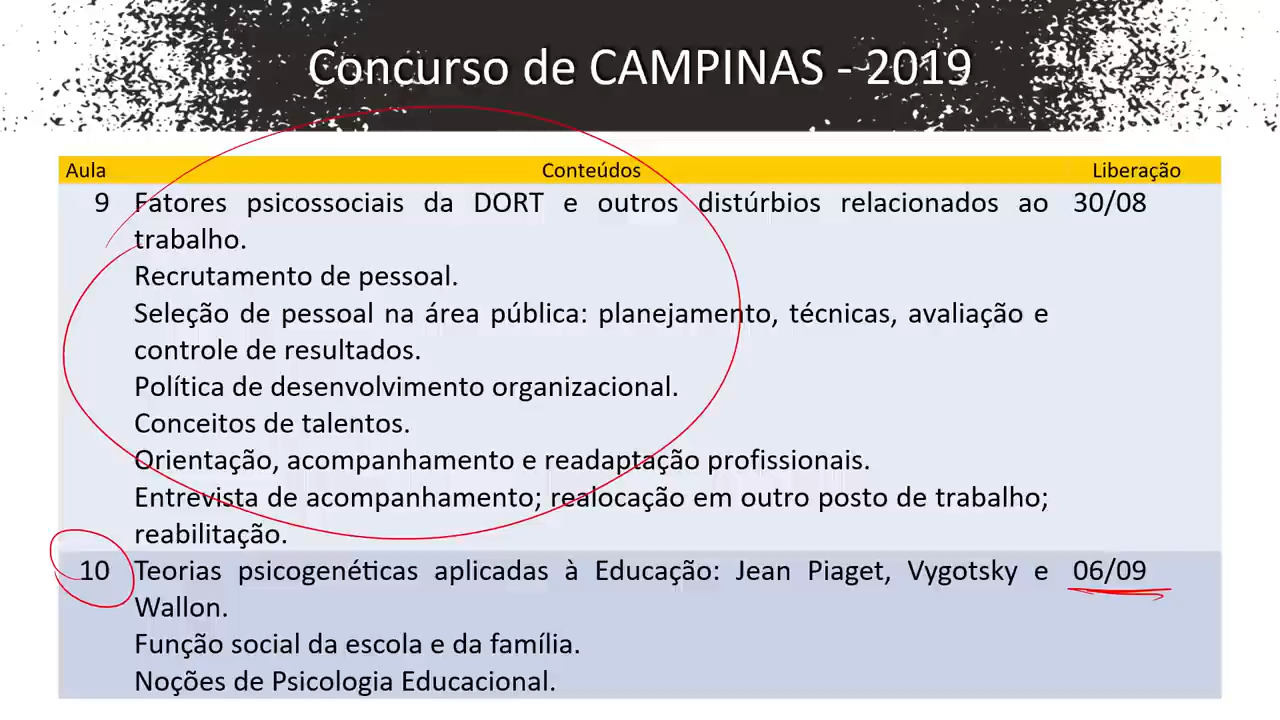 Concurso de CAMPINAS - 2019
Aula Conteúdos Liberação
9 Fatores psicossociais da DORT e outros distúrbios relacionados ao 30/08
trabalho.
Recrutamento de pessoal.
Seleção de pessoal na área pública: planejamento, técnicas, avaliação e
controle de resultados.
Política de desenvolvimento organizacional.
Conceitos de talentos.
Orientação, acompanhamento e readaptação profissionais.
Entrevista de acompanhamento; realocação em outro posto de trabalho;
reabilitação.
10 Teorias psicogenéticas aplicadas à Educação: Jean Piaget, Vygotsky e 06/09
Wallon.
Função social da escola e da família.
Noções de Psicologia Educacional.